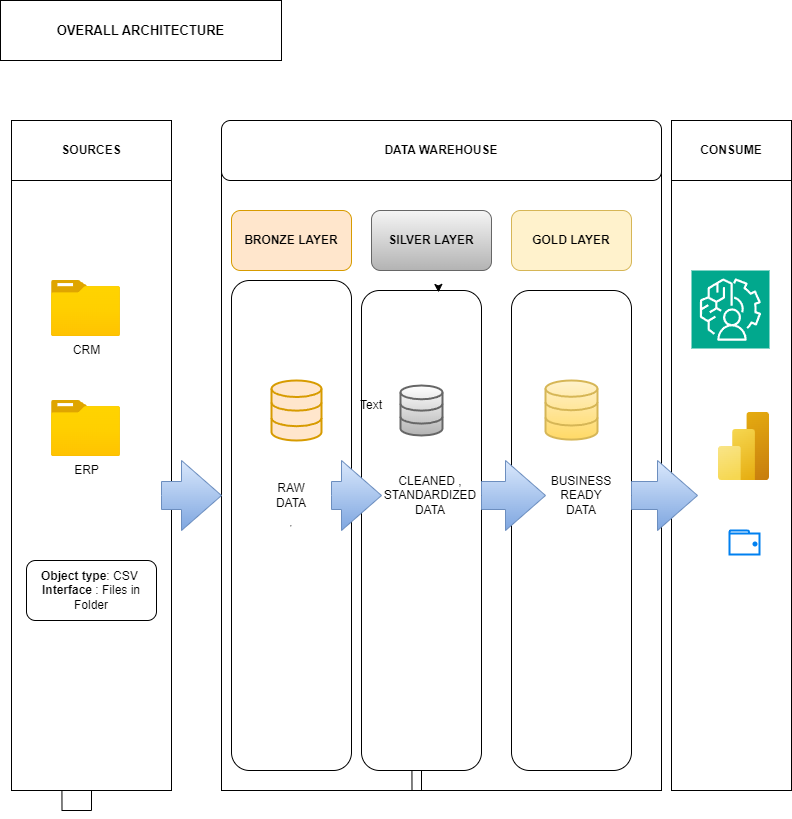 OVERALL ARCHITECTURE
SOURCES
DATA WAREHOUSE
CONSUME
BRONZE LAYER
SILVER LAYER
GOLD LAYER
CRM
ERP
Text
RAW
DATA
.
CLEANED ,
STANDARDIZED
DATA
BUSINESS
READY
DATA
Object type: CSV
Interface : Files in
Folder